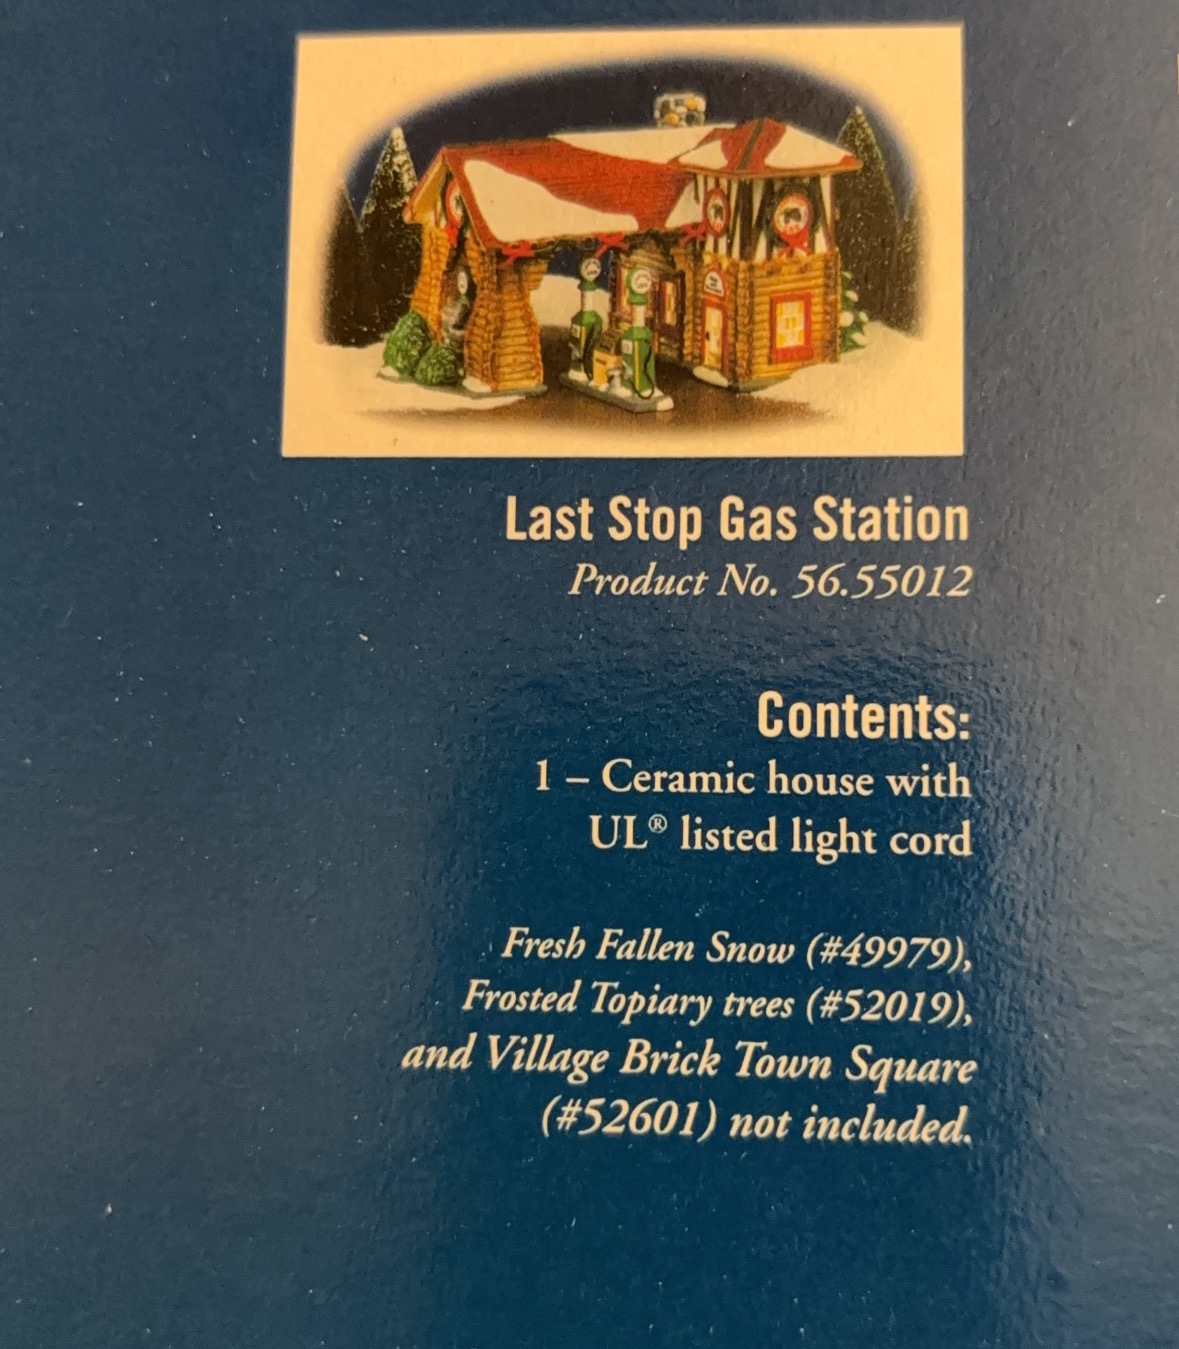 Last Stop Gas Station
Product No. 56.55012
Contents:
1 – Ceramic house with
UL® listed light cord
Fresh Fallen Snow (#49979),
Frosted Topiary trees (#52019),
and Village Brick Town Square
(#52601) not included.